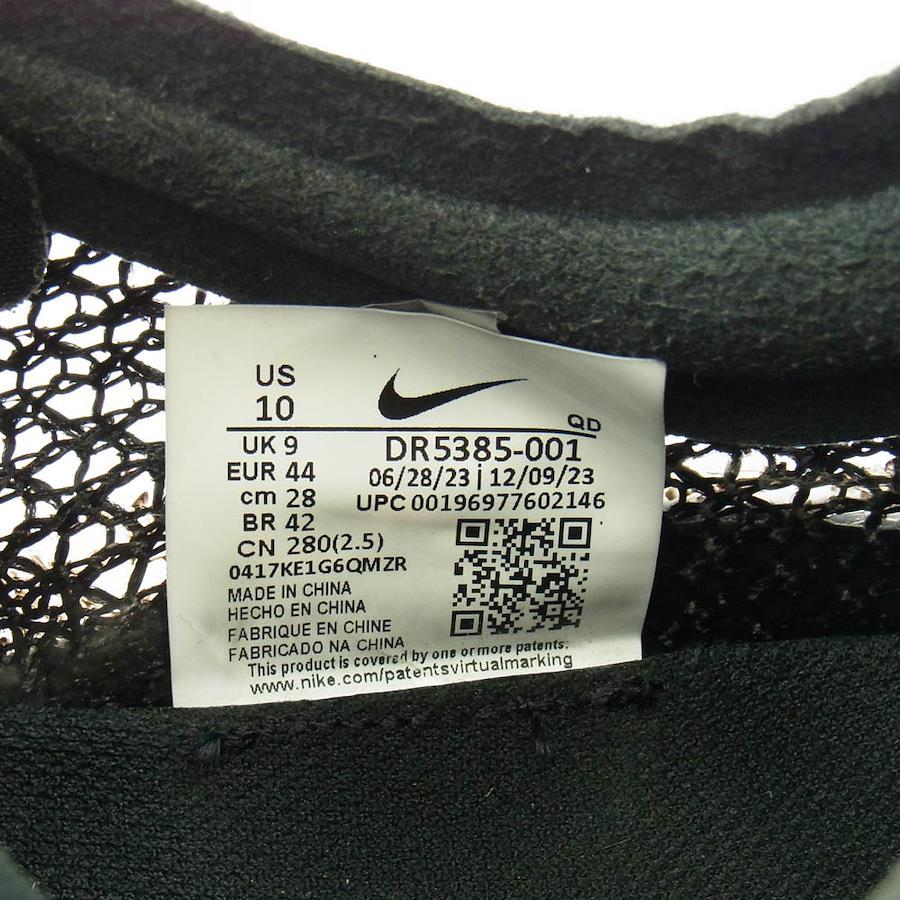 US
10
QD
UK 9
DR5385-001
EUR 44
06/28/23 | 12/09/23
cm 28
UPC 00196977602146
BR 42
CN 280(2.5)
0417KE1G6QMZR
MADE IN CHINA
HECHO EN CHINA
FABRIQUE EN CHINE
FABRICADO NA CHINA
This product is covered by one or more patents:
www.nike.com/patentsvirtualmarking